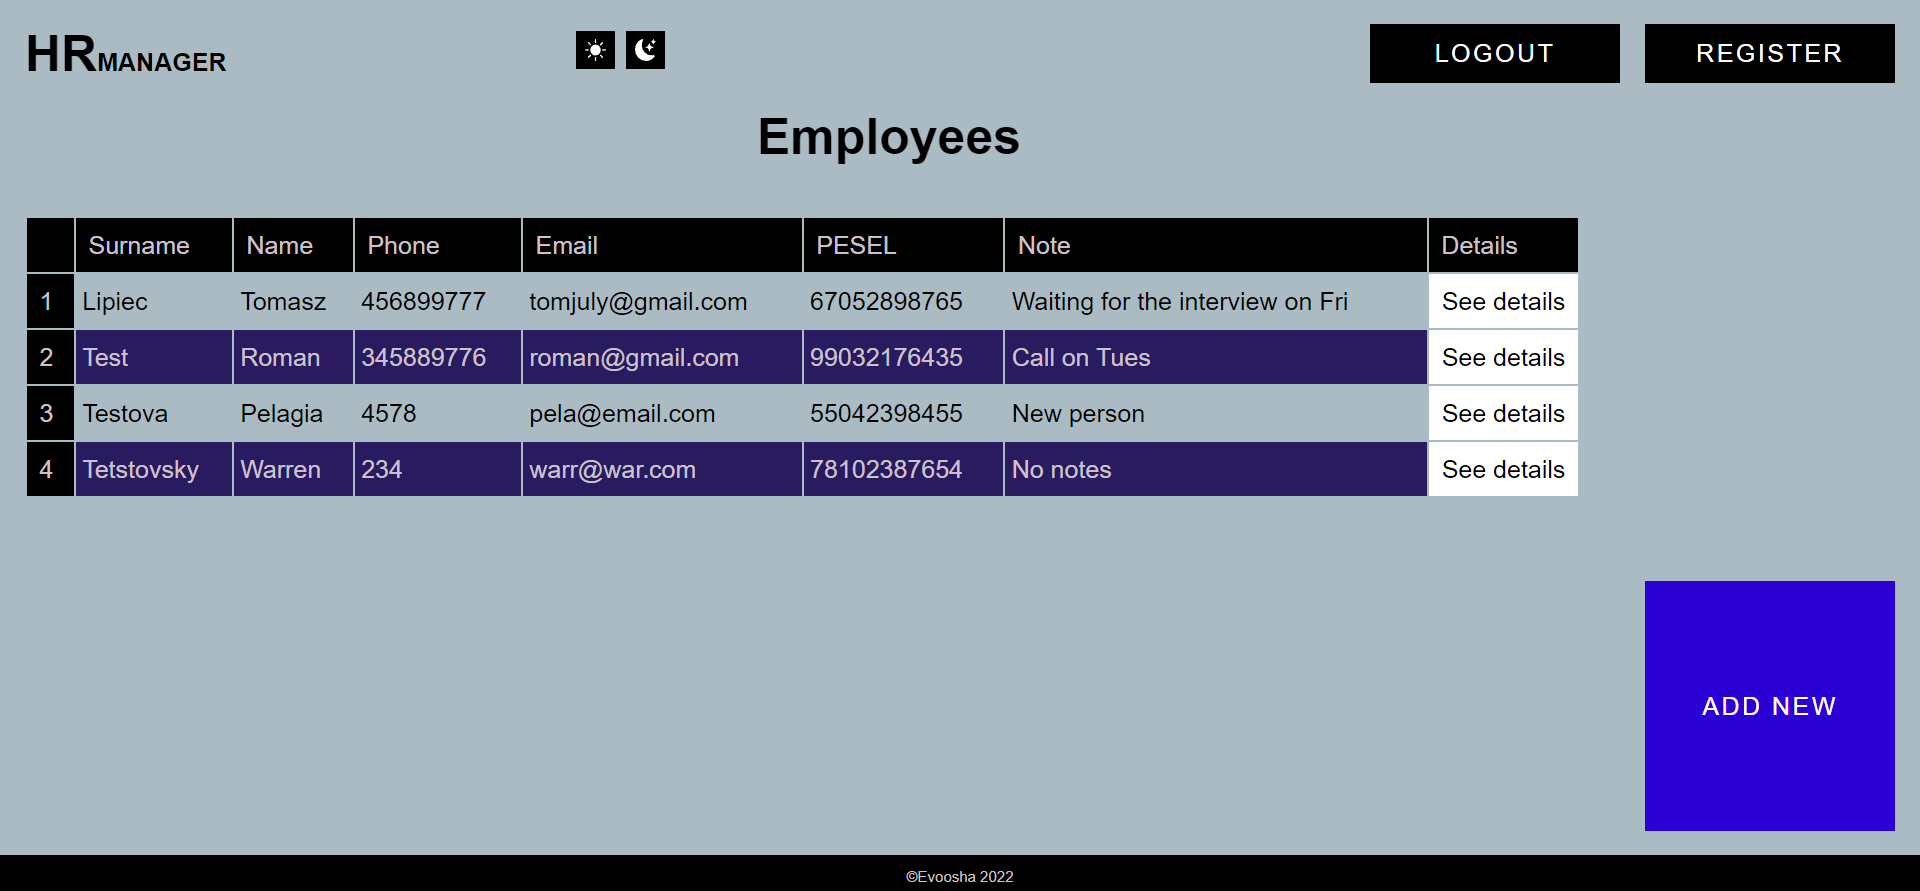 HRMANAGER
LOGOUT REGISTER
Employees
Surname Name Phone Email PESEL Note Details
1 Lipiec Tomasz 456899777 tomjuly@gmail.com 67052898765 Waiting for the interview on Fri See details
2 Test Roman 345889776 roman@gmail.com 99032176435 Call on Tues See details
3 Testova Pelagia 4578 pela@email.com 55042398455 New person See details
4 Tetstovsky Warren 234 warr@war.com 78102387654 No notes See details
ADD NEW
©Evoosha 2022